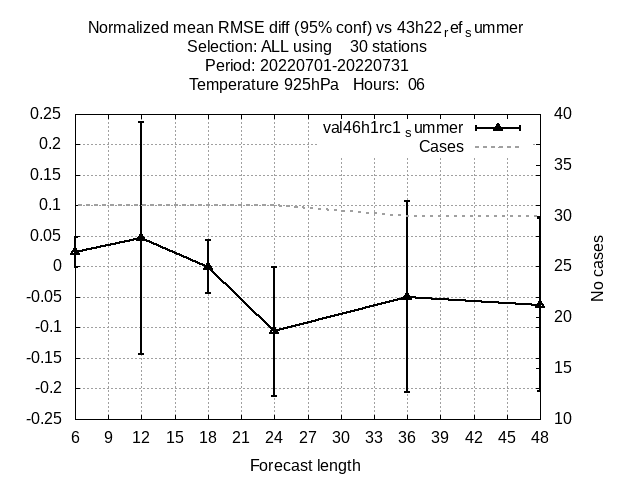 Normalized mean RMSE diff (95% conf) vs 43h22ᵣefₛummer
Selection: ALL using    30 stations
Period: 20220701-20220731
Temperature 925hPa   Hours:  06
0.25
0.2
0.15
0.1
0.05
0
-0.05
-0.1
-0.15
-0.2
-0.25
val46h1rc1ₛummer
Cases
40
35
30
25
20
15
10
No cases
6 9 12 15 18 21 24 27 30 33 36 39 42 45 48
Forecast length